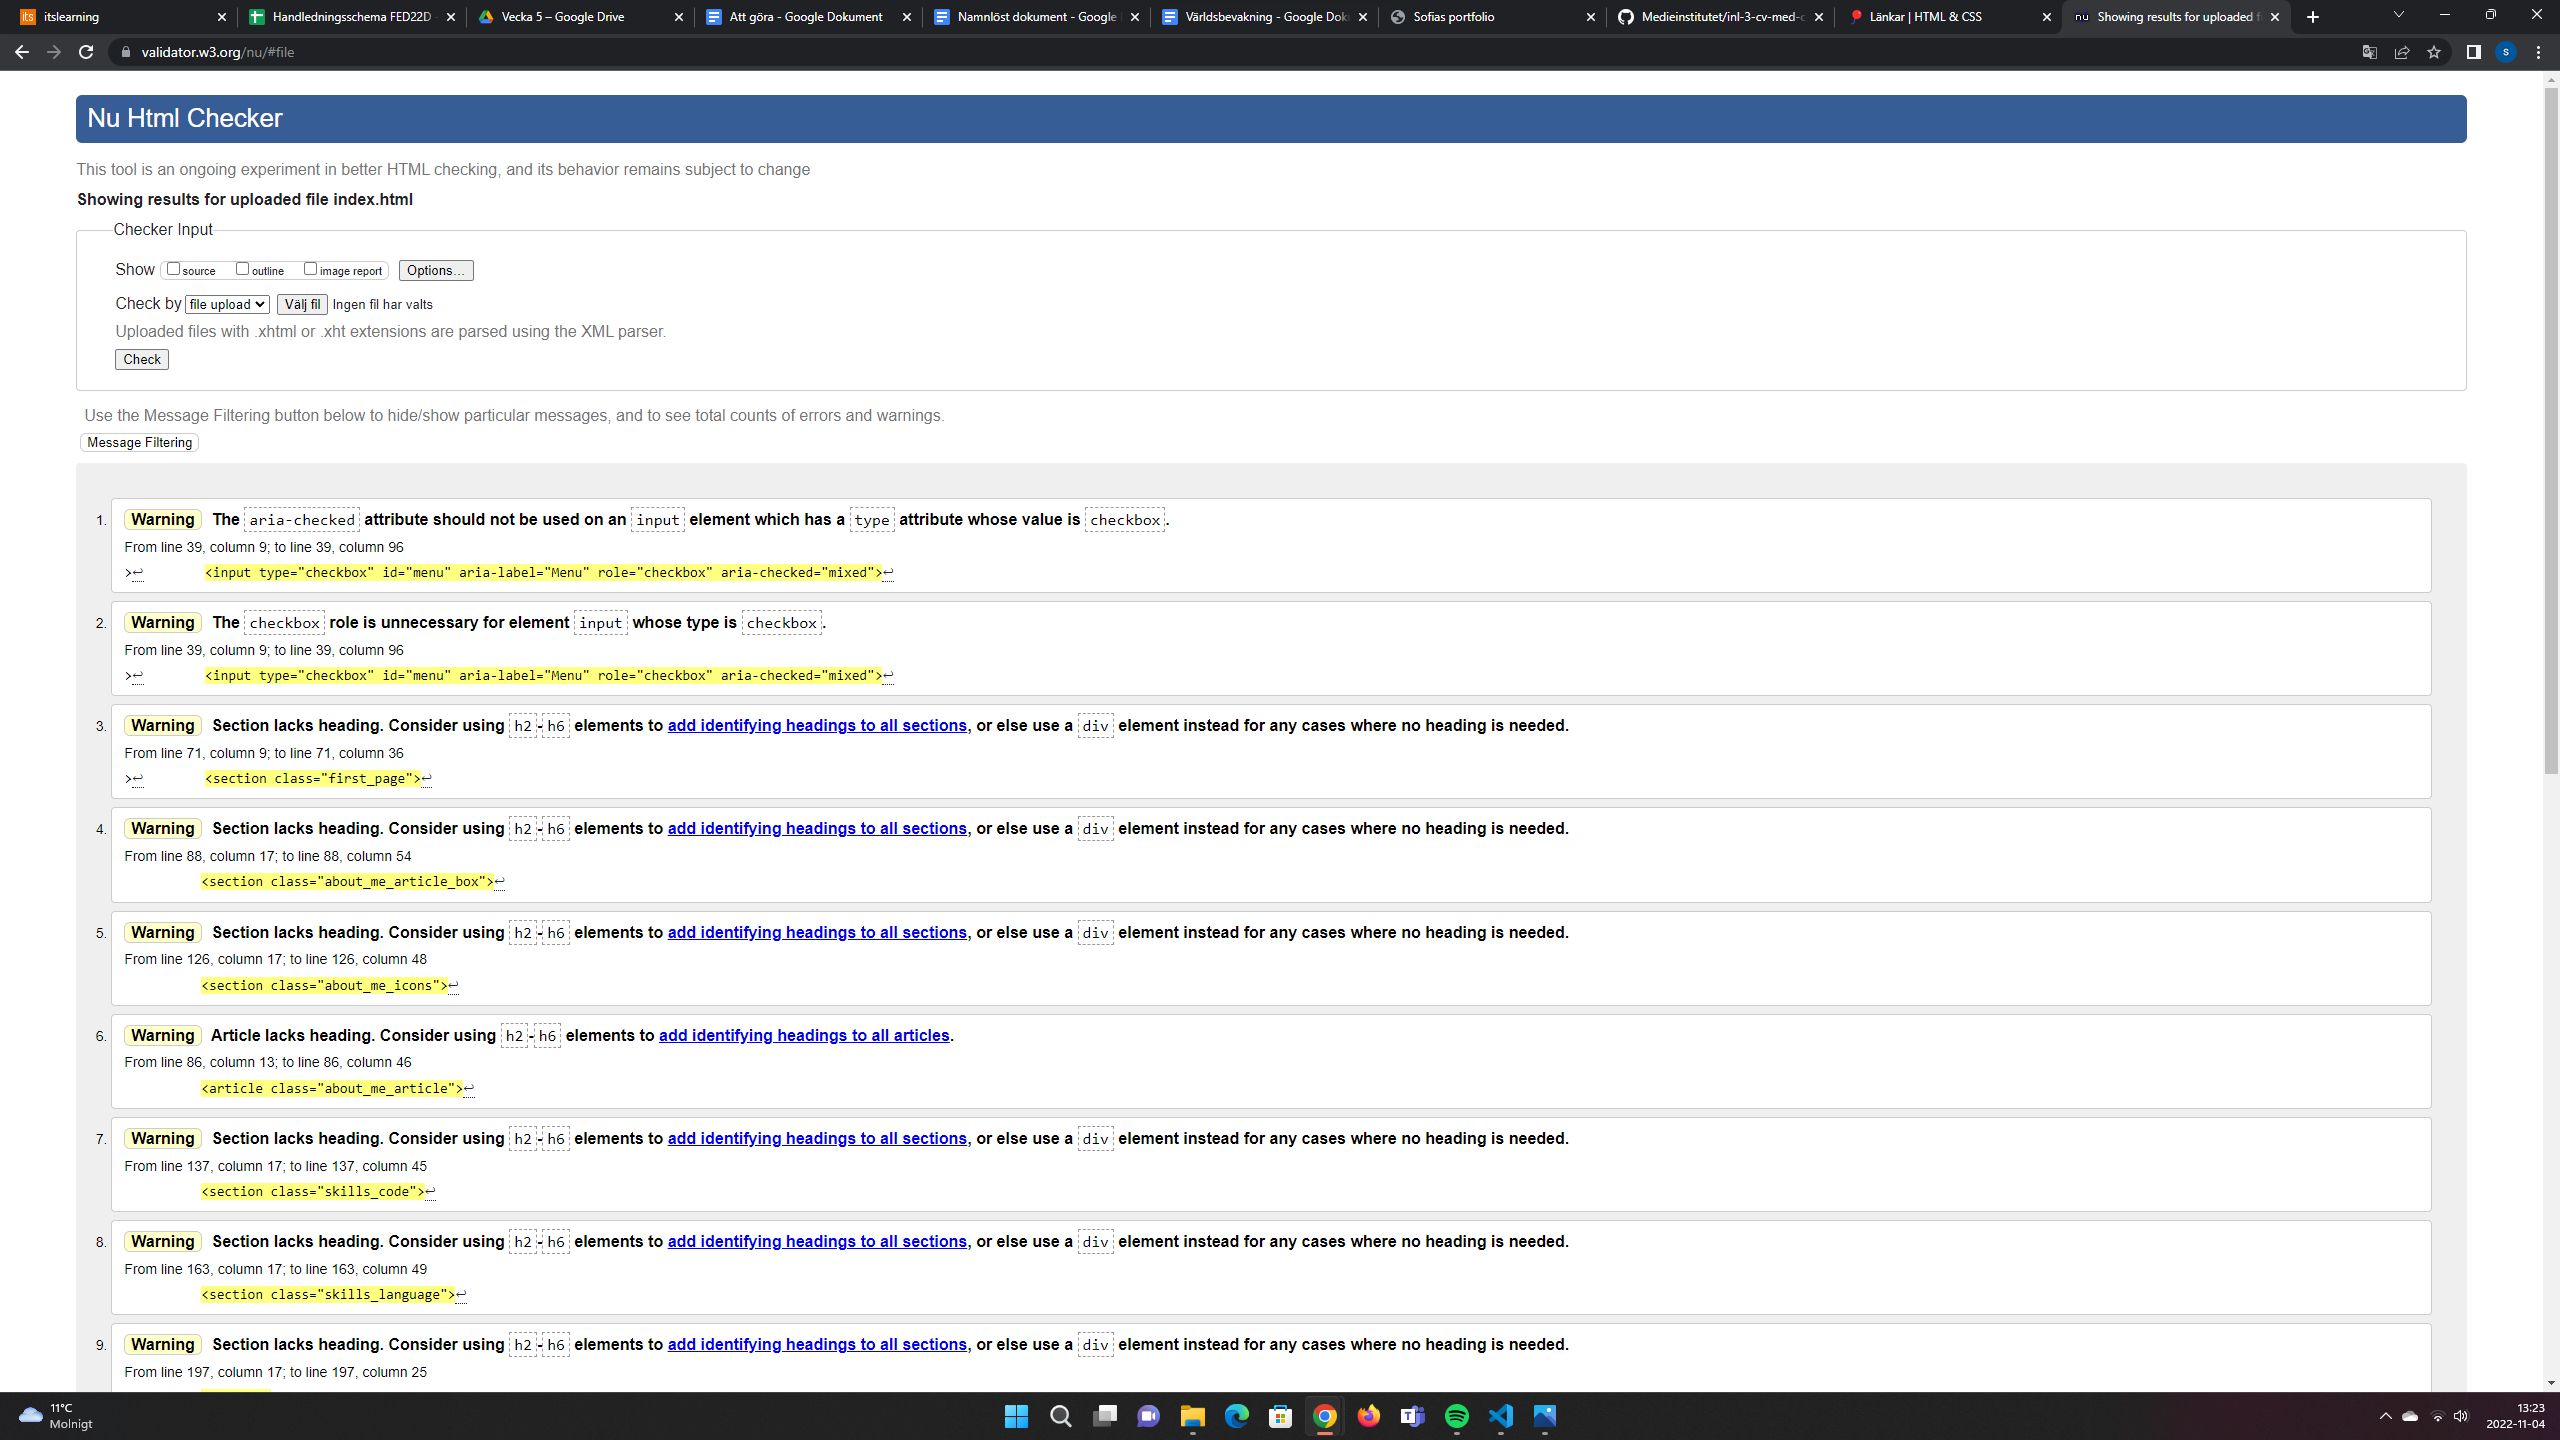 itslearning
Handledningsschema FED22D
Vecka 5 – Google Drive
Att göra - Google Dokument
Namnlöst dokument - Google
Världsbevakning - Google Dok
Sofias portfolio
Medieinstitutet/inl-3-cv-med-c
Länkar | HTML & CSS
Showing results for uploaded f
validator.w3.org/nu/#file
S
Nu Html Checker
This tool is an ongoing experiment in better HTML checking, and its behavior remains subject to change
Showing results for uploaded file index.html
Checker Input
Show source outline image report Options...
Check by file upload Välj fil Ingen fil har valts
Uploaded files with .xhtml or .xht extensions are parsed using the XML parser.
Check
Use the Message Filtering button below to hide/show particular messages, and to see total counts of errors and warnings.
Message Filtering
1. Warning The aria-checked attribute should not be used on an input element which has a type attribute whose value is checkbox.
From line 39, column 9; to line 39, column 96
>↩ <input type="checkbox" id="menu" aria-label="Menu" role="checkbox" aria-checked="mixed">↩
2. Warning The checkbox role is unnecessary for element input whose type is checkbox.
From line 39, column 9; to line 39, column 96
>↩ <input type="checkbox" id="menu" aria-label="Menu" role="checkbox" aria-checked="mixed">↩
3. Warning Section lacks heading. Consider using h2-h6 elements to add identifying headings to all sections, or else use a div element instead for any cases where no heading is needed.
From line 71, column 9; to line 71, column 36
>↩ <section class="first_page">↩
4. Warning Section lacks heading. Consider using h2-h6 elements to add identifying headings to all sections, or else use a div element instead for any cases where no heading is needed.
From line 88, column 17; to line 88, column 54
<section class="about_me_article_box">↩
5. Warning Section lacks heading. Consider using h2-h6 elements to add identifying headings to all sections, or else use a div element instead for any cases where no heading is needed.
From line 126, column 17; to line 126, column 48
<section class="about_me_icons">↩
6. Warning Article lacks heading. Consider using h2-h6 elements to add identifying headings to all articles.
From line 86, column 13; to line 86, column 46
<article class="about_me_article">↩
7. Warning Section lacks heading. Consider using h2-h6 elements to add identifying headings to all sections, or else use a div element instead for any cases where no heading is needed.
From line 137, column 17; to line 137, column 45
<section class="skills_code">↩
8. Warning Section lacks heading. Consider using h2-h6 elements to add identifying headings to all sections, or else use a div element instead for any cases where no heading is needed.
From line 163, column 17; to line 163, column 49
<section class="skills_language">↩
9. Warning Section lacks heading. Consider using h2-h6 elements to add identifying headings to all sections, or else use a div element instead for any cases where no heading is needed.
From line 197, column 17; to line 197, column 25
11°C
Molnigt
13:23
2022-11-04